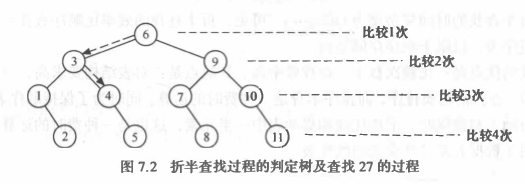 6 比较1次
3 9 比较2次
1 4 7 10 比较3次
2 5 8 11 比较4次
图 7.2 折半查找过程的判定树及查找 27 的过程